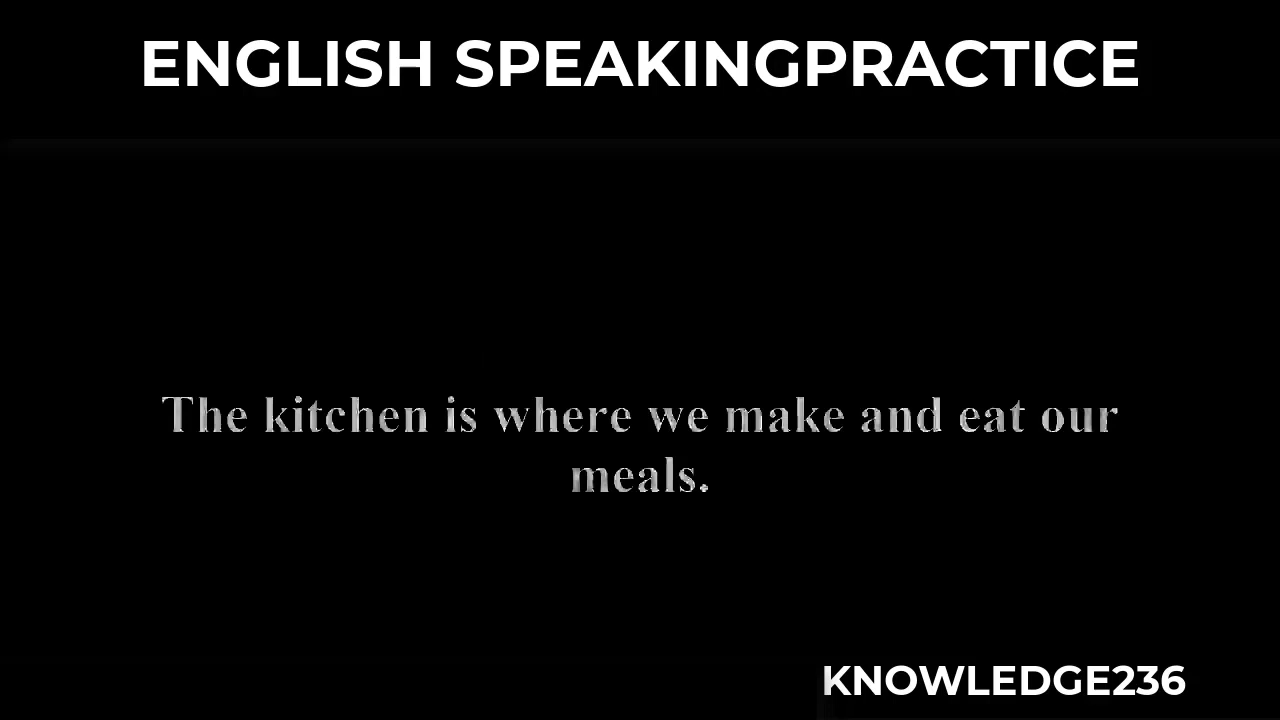 ENGLISH SPEAKINGPRACTICE
The kitchen is where we make and eat our
meals.
KNOWLEDGE236